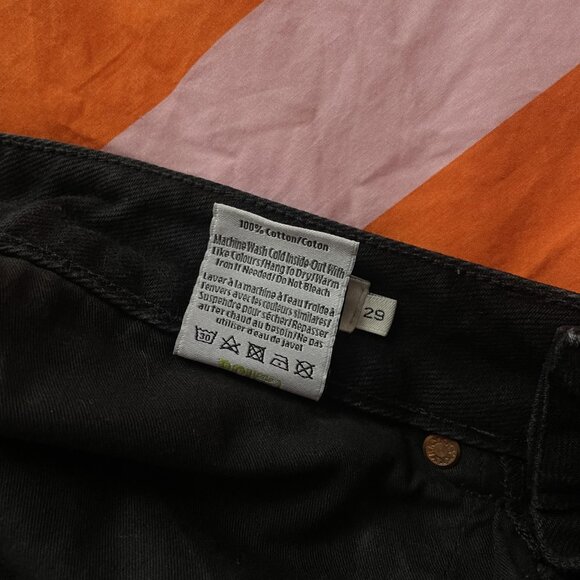 100% Cotton/Coton
Machine Wash Cold Inside-Out With
Like Colours/Hang To Dry/Warm
Iron If Needed/Do Not Bleach
Laver à la machine à l'eau froide à
l'envers avec les couleurs similaires/
Suspendre pour sécher/Repasser
au fer chaud au besoin/Ne Pas
utiliser d'eau de javel
30
29